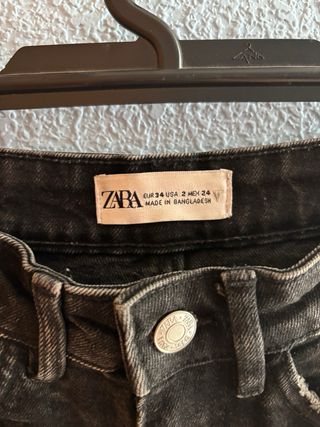 ZARA
EUR 34 USA 2 MEX 24
MADE IN BANGLADESH